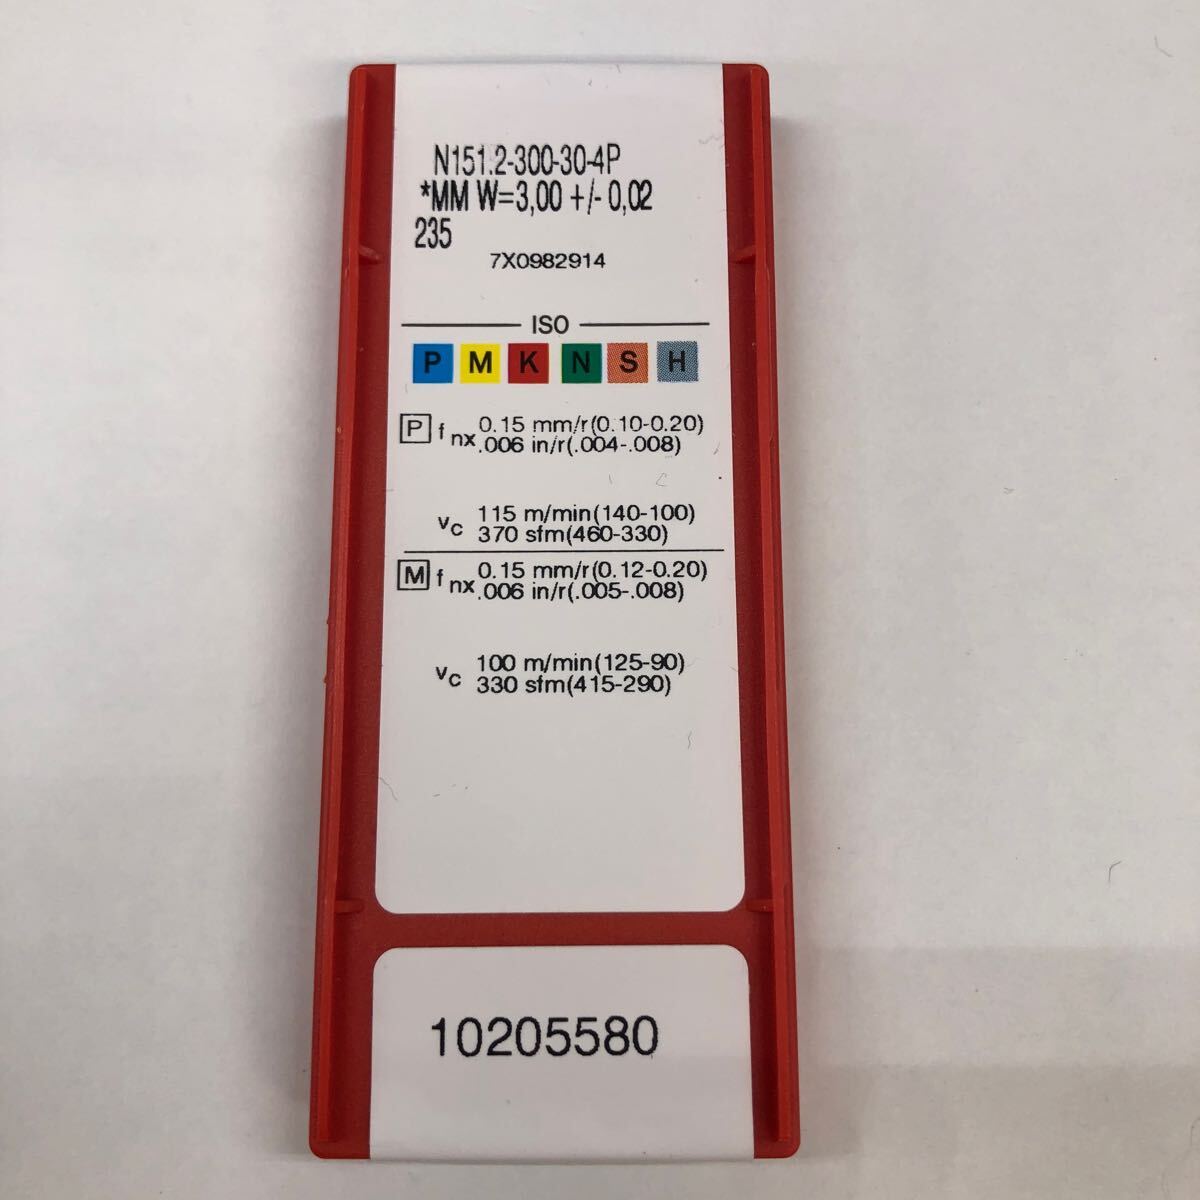 N151.2-300-30-4P
*MM W=3,00 +/- 0,02
235
7X0982914
ISO
P M K N S H
P fnx 0.15 mm/r(0.10-0.20)
.006 in/r(.004-.008)
vc 115 m/min(140-100)
370 sfm(460-330)
M fnx 0.15 mm/r(0.12-0.20)
.006 in/r(.005-.008)
vc 100 m/min(125-90)
330 sfm(415-290)
10205580